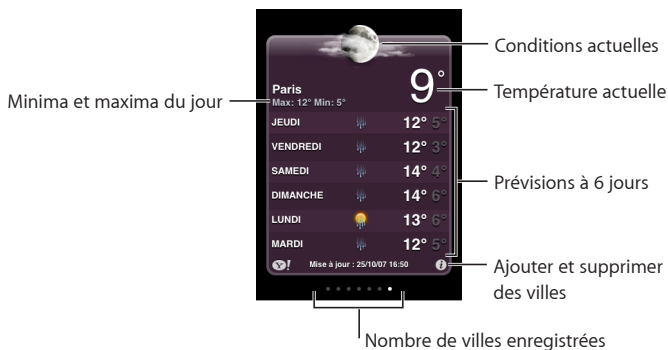 Conditions actuelles
9°
Température actuelle
Paris
Max: 12° Min: 5°
Minima et maxima du jour
JEUDI 12° 5°
VENDREDI 12° 3°
SAMEDI 14° 4°
DIMANCHE 14° 6°
LUNDI 13° 6°
MARDI 12° 5°
Prévisions à 6 jours
Y! Mise à jour : 25/10/07 16:50 i
Ajouter et supprimer
des villes
Nombre de villes enregistrées